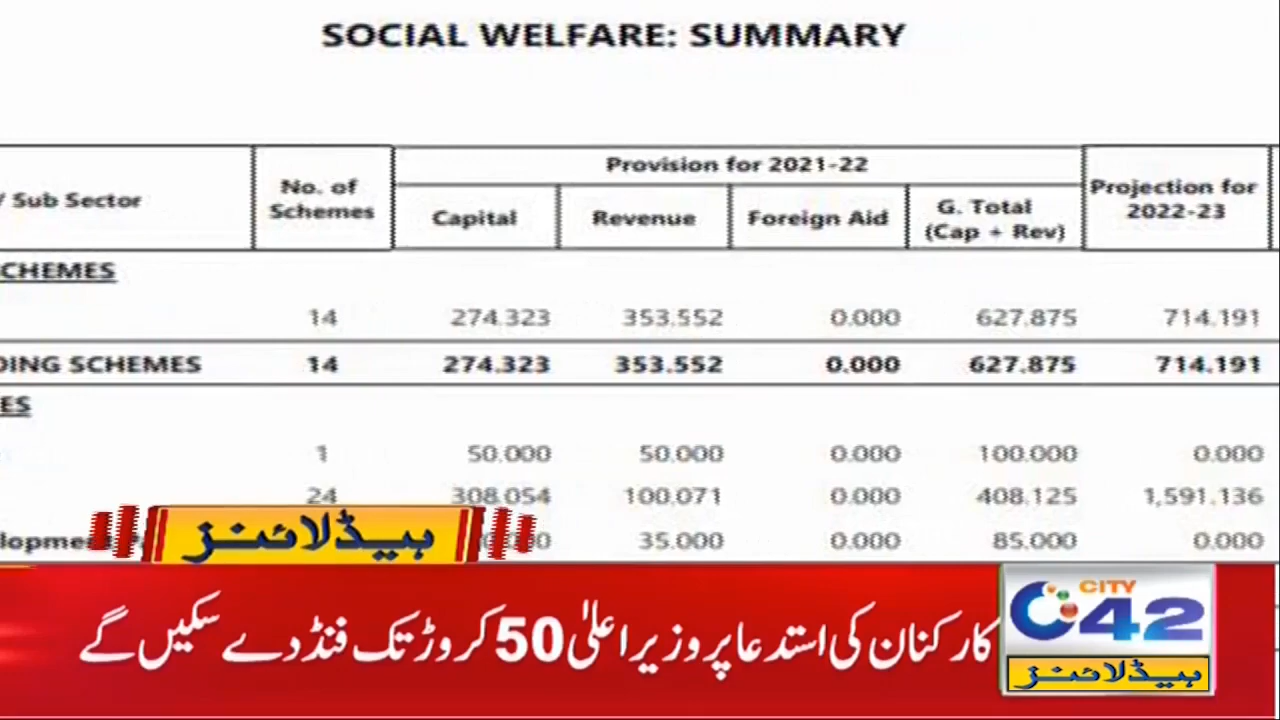 SOCIAL WELFARE: SUMMARY
Provision for 2021-22
/ Sub Sector No. of Schemes Capital Revenue Foreign Aid G. Total (Cap + Rev) Projection for 2022-23
SCHEMES
14 274.323 353.552 0.000 627.875 714.191
DING SCHEMES 14 274.323 353.552 0.000 627.875 714.191
ES
1 50.000 50.000 0.000 100.000 0.000
24 308.054 100.071 0.000 408.125 1,591.136
lopment 35.000 0.000 85.000 0.000
ہیڈلائنز
کارکنان کی استدعا پر وزیراعلیٰ 50 کروڑ تک فنڈ دے سکیں گے
CITY
42
ہیڈلائنز